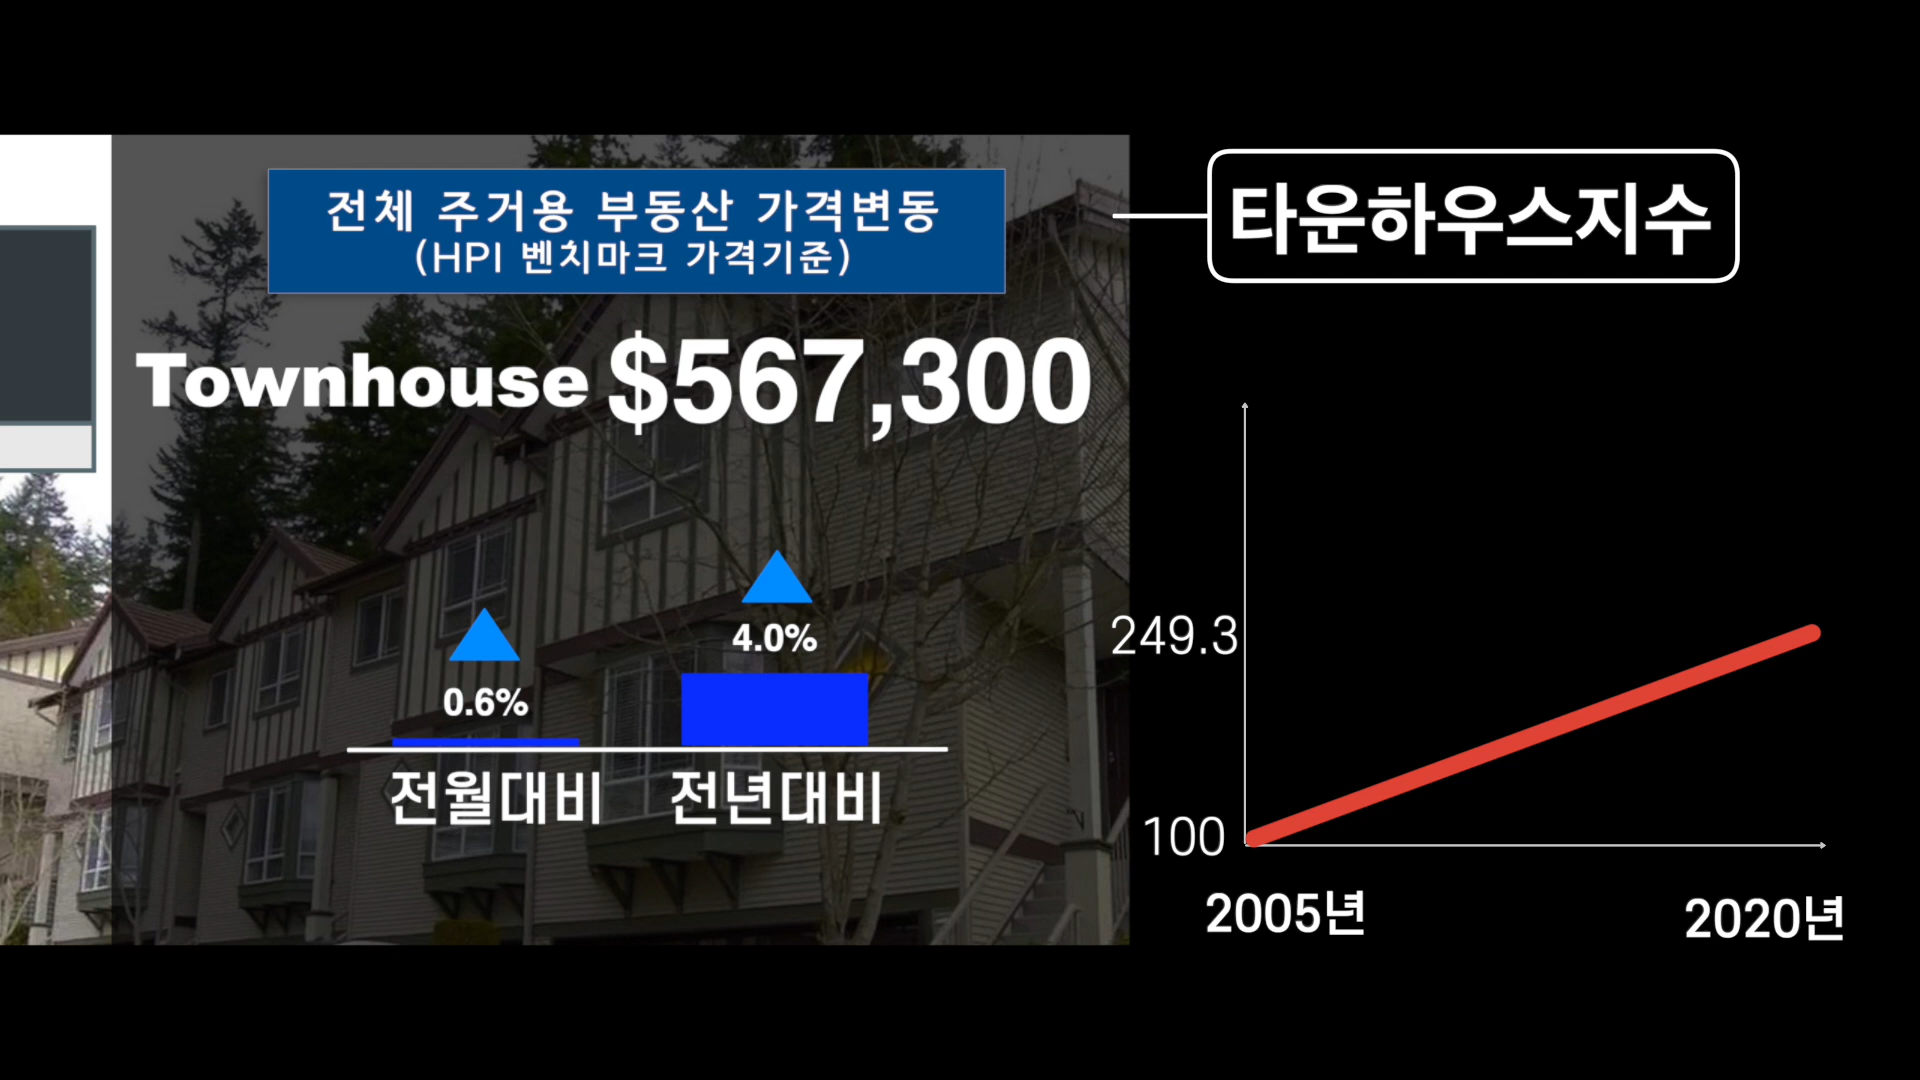 전체 주거용 부동산 가격변동
(HPI 벤치마크 가격기준)
Townhouse $567,300
4.0%
0.6%
전월대비 전년대비
타운하우스지수
249.3
100
2005년 2020년